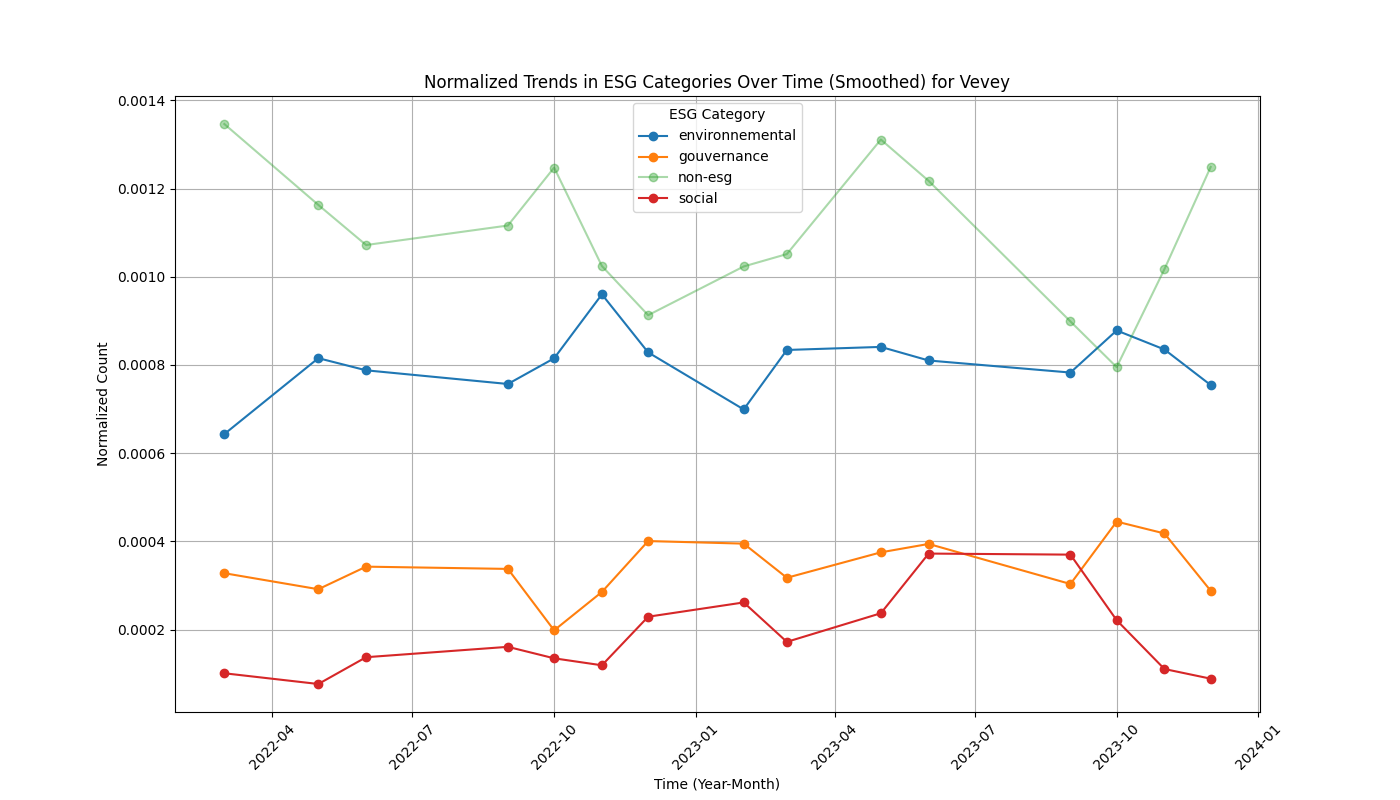 Normalized Trends in ESG Categories Over Time (Smoothed) for Vevey
ESG Category
environnemental
gouvernance
non-esg
social
Normalized Count
0.0014
0.0012
0.0010
0.0008
0.0006
0.0004
0.0002
2022-04
2022-07
2022-10
2023-01
2023-04
2023-07
2023-10
2024-01
Time (Year-Month)